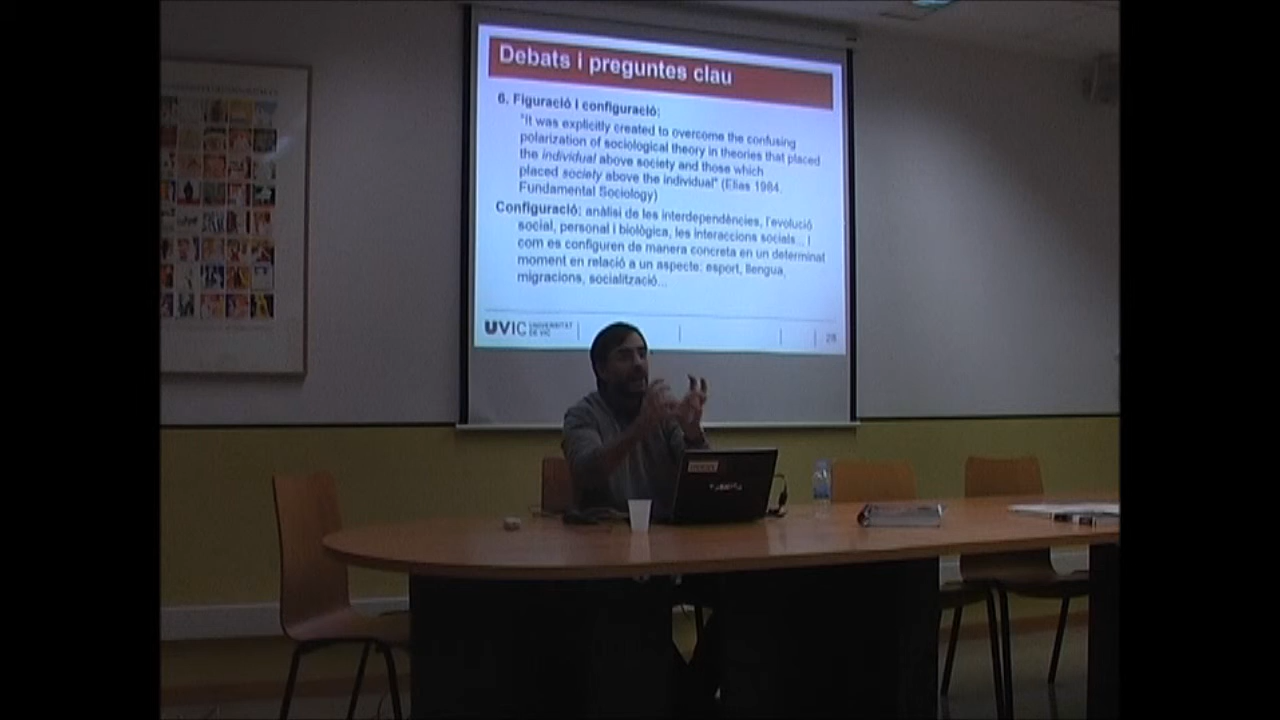 Debats i preguntes clau
6. Figuració i configuració:
"It was explicitly created to overcome the confusing
polarization of sociological theory in theories that placed
the individual above society and those which
placed society above the individual" (Elias 1984.
Fundamental Sociology)
Configuració: anàlisi de les interdependències, l'evolució
social, personal i biològica, les interaccions socials... I
com es configuren de manera concreta en un determinat
moment en relació a un aspecte: esport, llengua,
migracions, socialització...
UVIC UNIVERSITAT
DE VIC
28